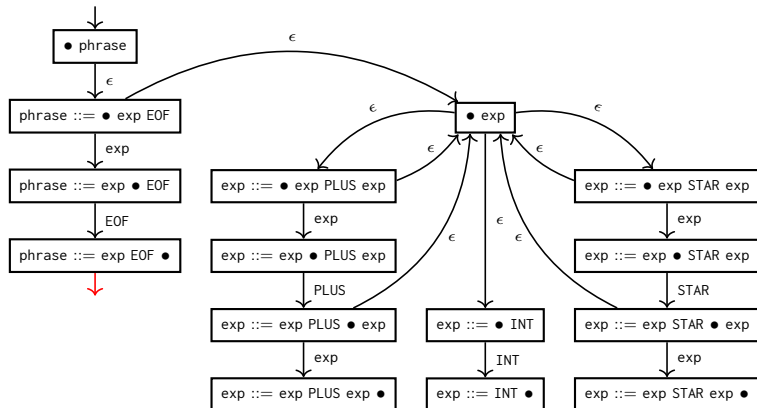 ● phrase
ϵ
ϵ
phrase ::= ● exp EOF
ϵ
● exp
ϵ
exp
ϵ
ϵ
phrase ::= exp ● EOF
exp ::= ● exp PLUS exp
exp ::= ● exp STAR exp
EOF
exp
ϵ
exp
phrase ::= exp EOF ●
exp ::= exp ● PLUS exp
ϵ
ϵ
exp ::= exp ● STAR exp
PLUS
STAR
exp ::= exp PLUS ● exp
exp ::= ● INT
exp ::= exp STAR ● exp
exp
INT
exp
exp ::= exp PLUS exp ●
exp ::= INT ●
exp ::= exp STAR exp ●